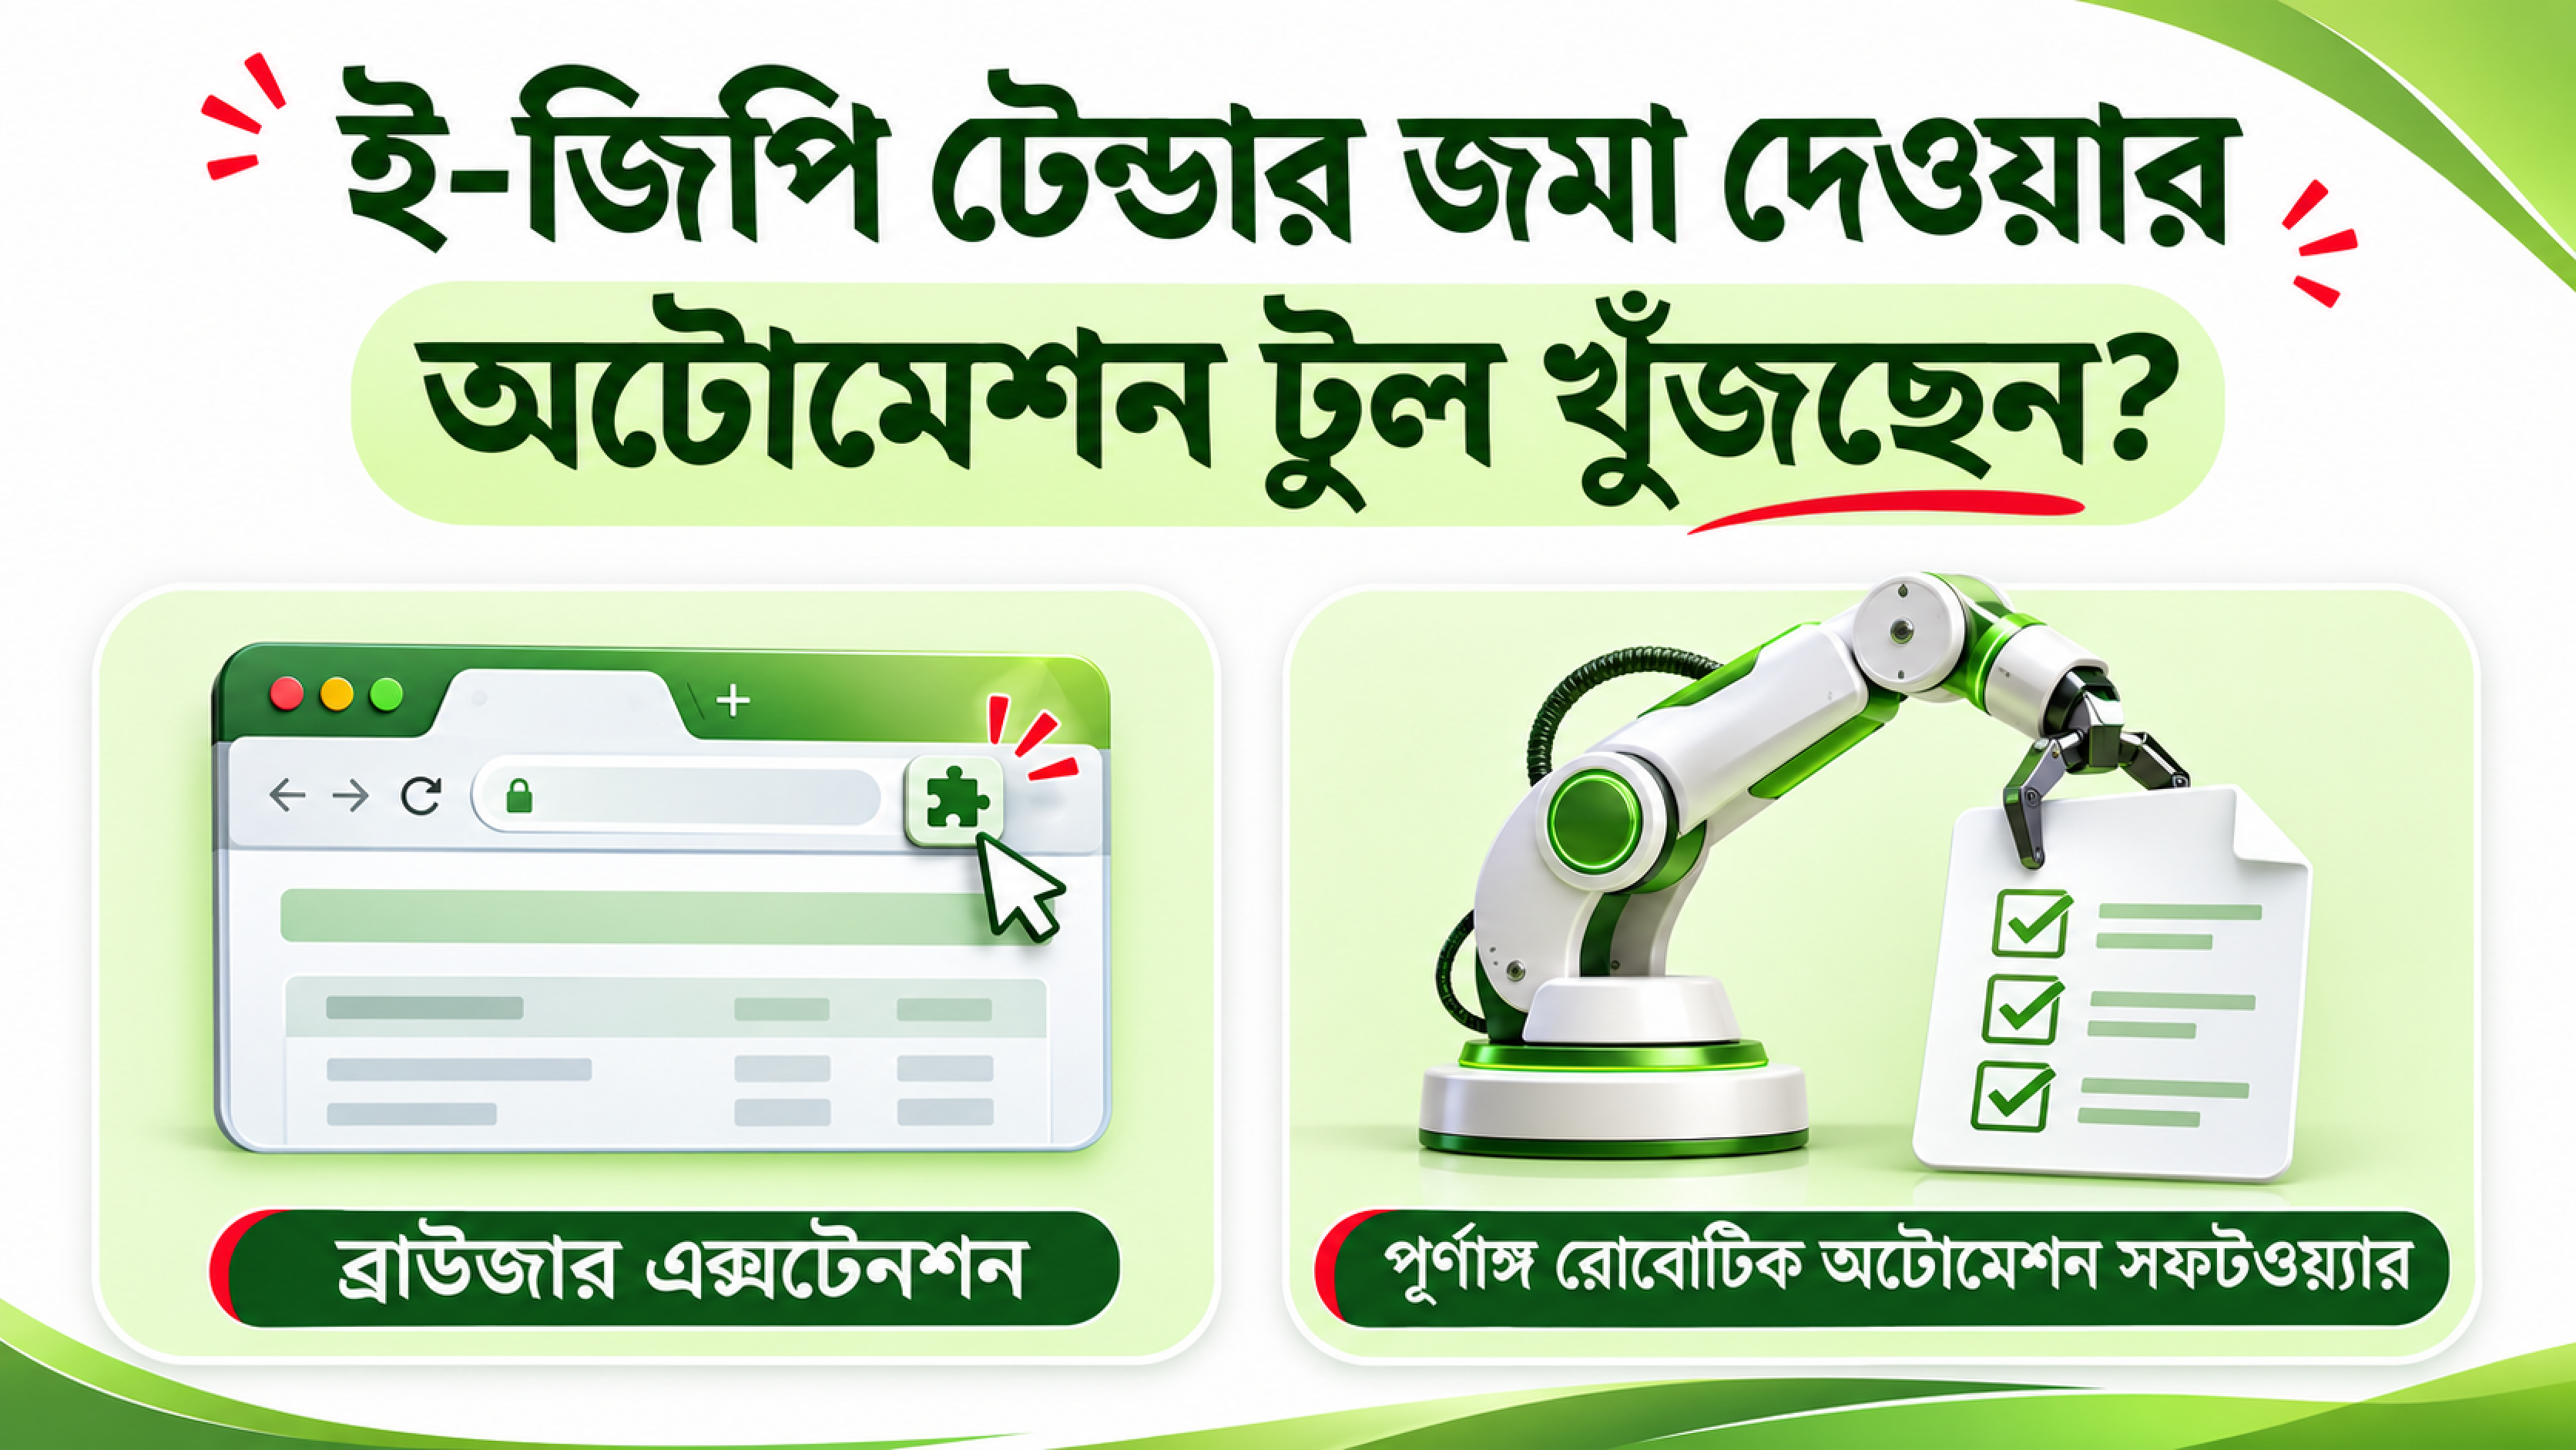 ই-জিপি টেন্ডার জমা দেওয়ার
অটোমেশন টুল খুঁজছেন?
ব্রাউজার এক্সটেনশন
পূর্ণাঙ্গ রোবোটিক অটোমেশন সফটওয়্যার